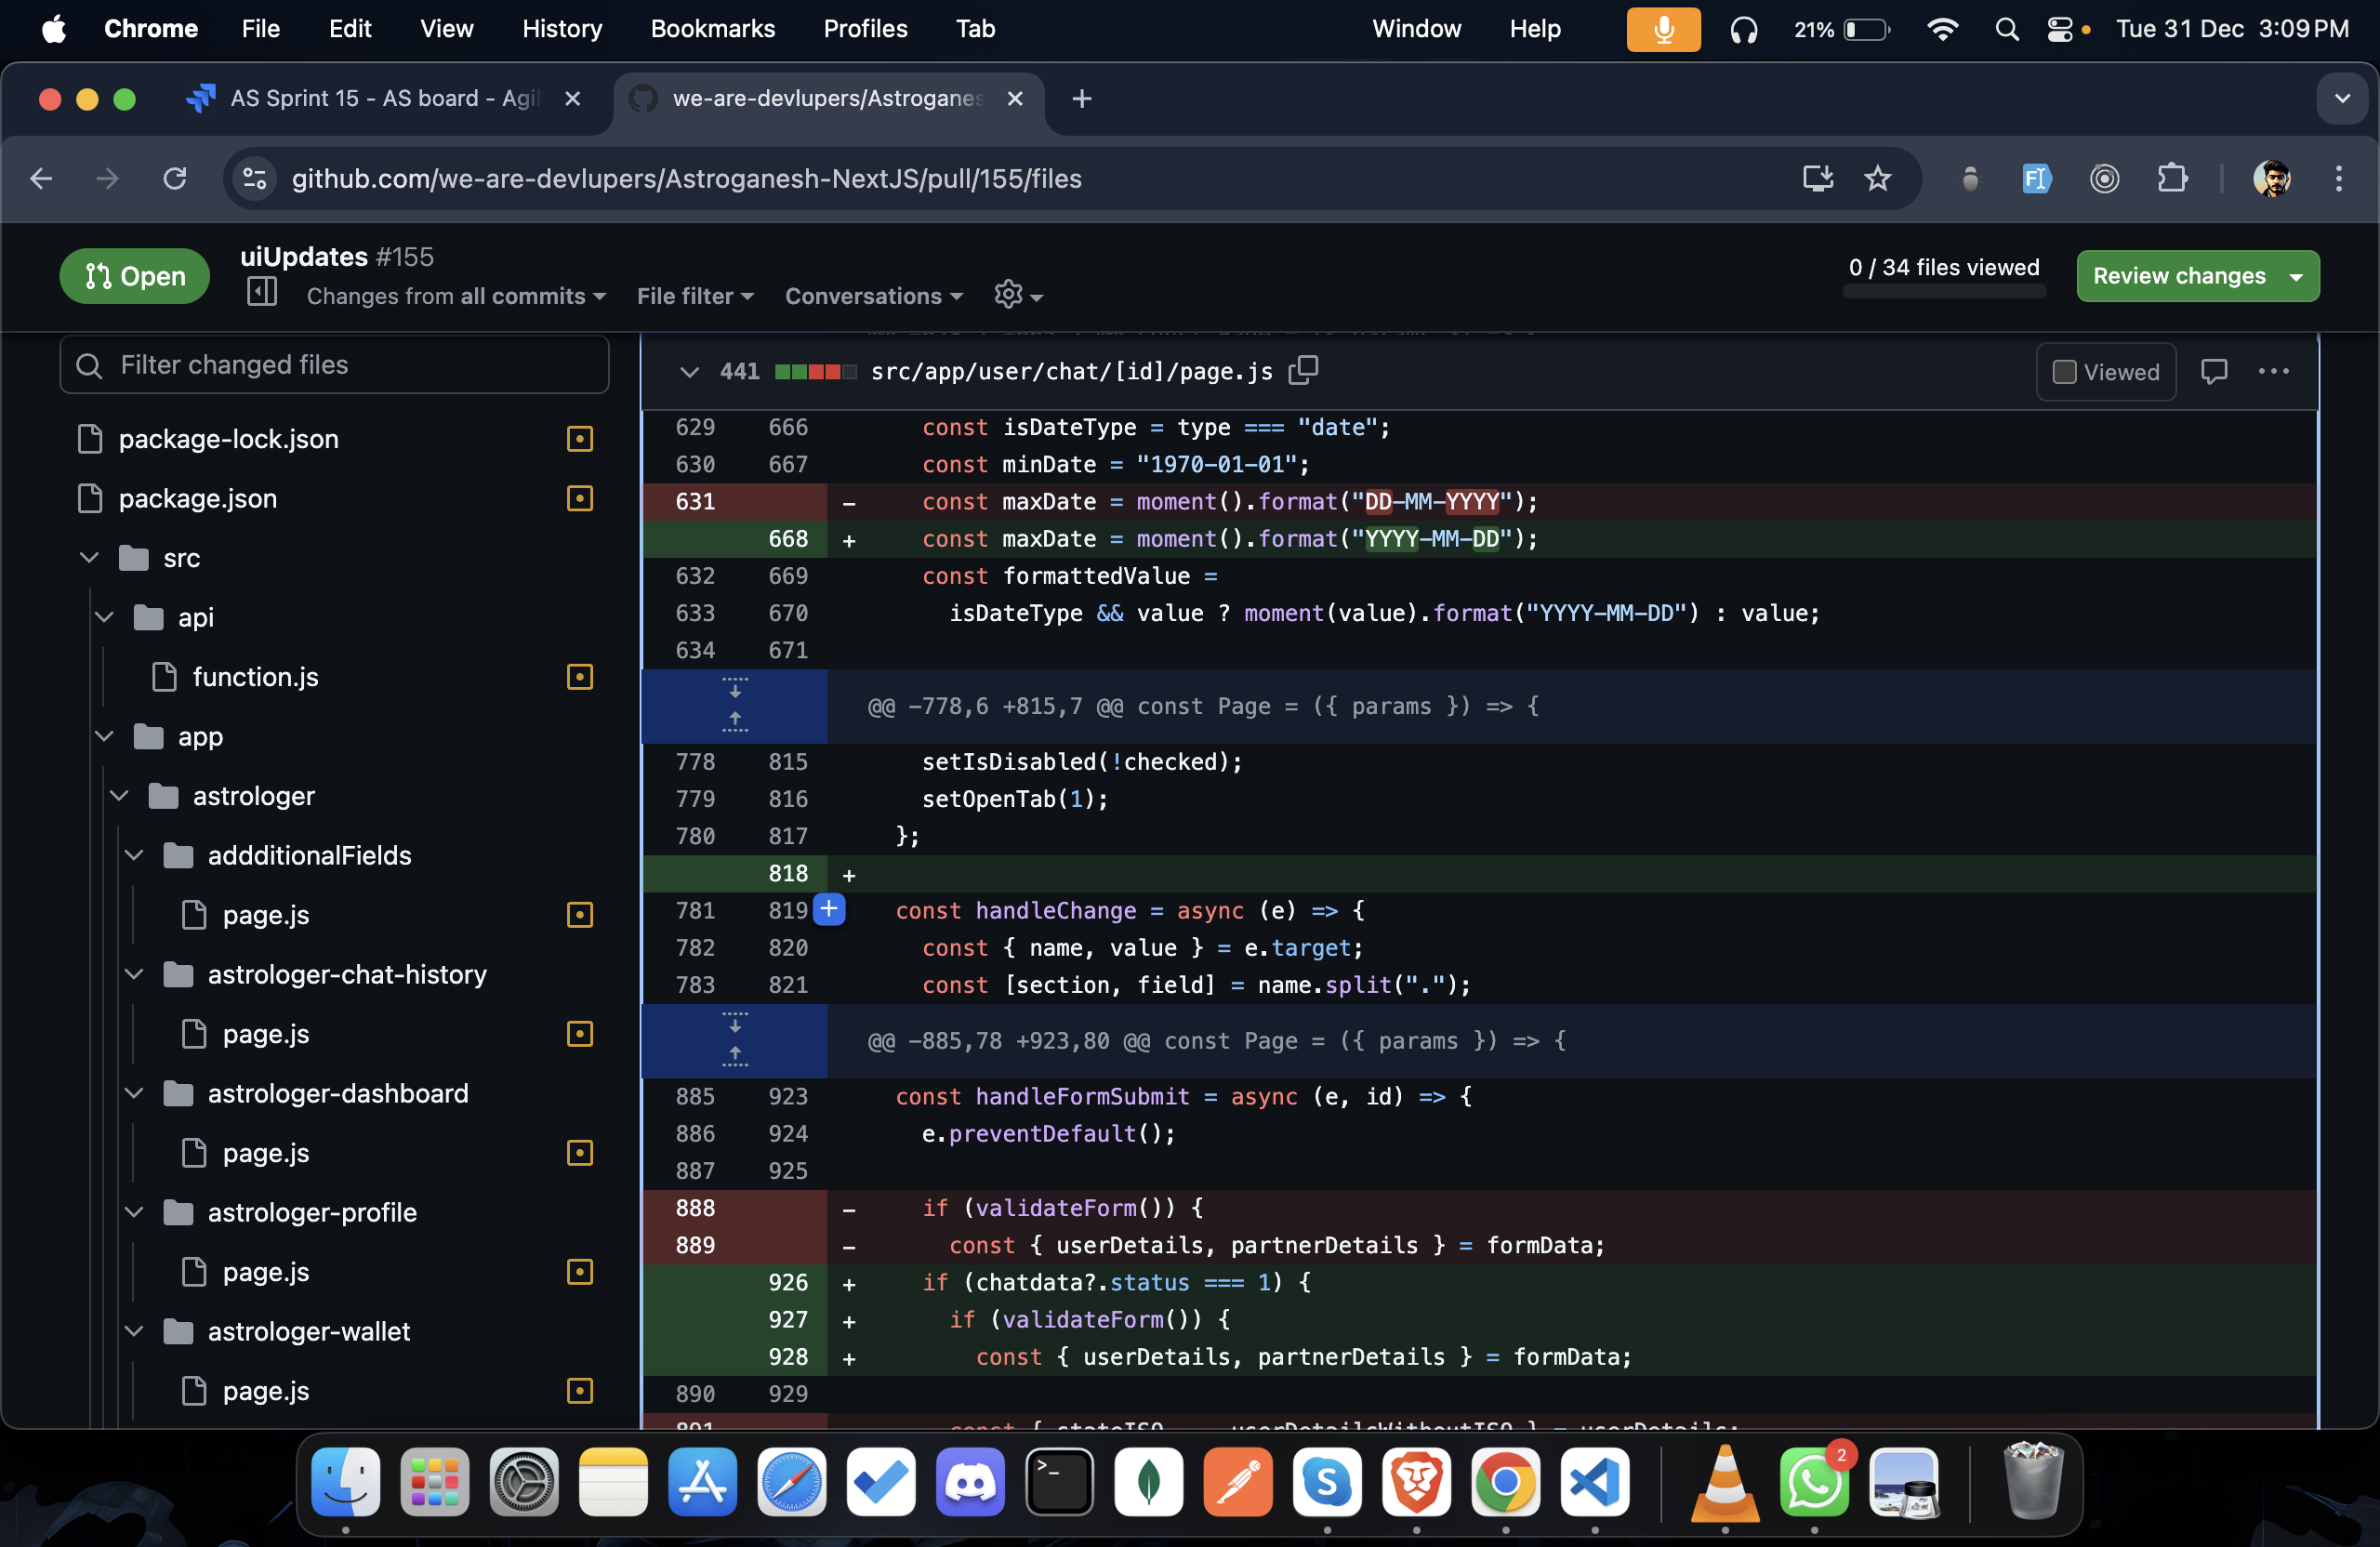 Chrome File Edit View History Bookmarks Profiles Tab Window Help 21% Tue 31 Dec 3:09 PM
AS Sprint 15 - AS board - Agil we-are-devlupers/Astroganes
github.com/we-are-devlupers/Astroganesh-NextJS/pull/155/files
Open
uiUpdates #155
Changes from all commits File filter Conversations
0 / 34 files viewed
Review changes
Filter changed files
package-lock.json
package.json
src
api
function.js
app
astrologer
addditionalFields
page.js
astrologer-chat-history
page.js
astrologer-dashboard
page.js
astrologer-profile
page.js
astrologer-wallet
page.js
441 src/app/user/chat/[id]/page.js Viewed
629 666 const isDateType = type === "date";
630 667 const minDate = "1970-01-01";
631 - const maxDate = moment().format("DD-MM-YYYY");
668 + const maxDate = moment().format("YYYY-MM-DD");
632 669 const formattedValue =
633 670 isDateType && value ? moment(value).format("YYYY-MM-DD") : value;
634 671
@@ -778,6 +815,7 @@ const Page = ({ params }) => {
778 815 setIsDisabled(!checked);
779 816 setOpenTab(1);
780 817 };
818 +
781 819 const handleChange = async (e) => {
782 820 const { name, value } = e.target;
783 821 const [section, field] = name.split(".");
@@ -885,78 +923,80 @@ const Page = ({ params }) => {
885 923 const handleFormSubmit = async (e, id) => {
886 924 e.preventDefault();
887 925
888 - if (validateForm()) {
889 - const { userDetails, partnerDetails } = formData;
926 + if (chatdata?.status === 1) {
927 + if (validateForm()) {
928 + const { userDetails, partnerDetails } = formData;
890 929
2